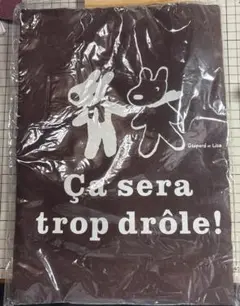 Gaspard et Lisa
Ça sera
trop drôle!